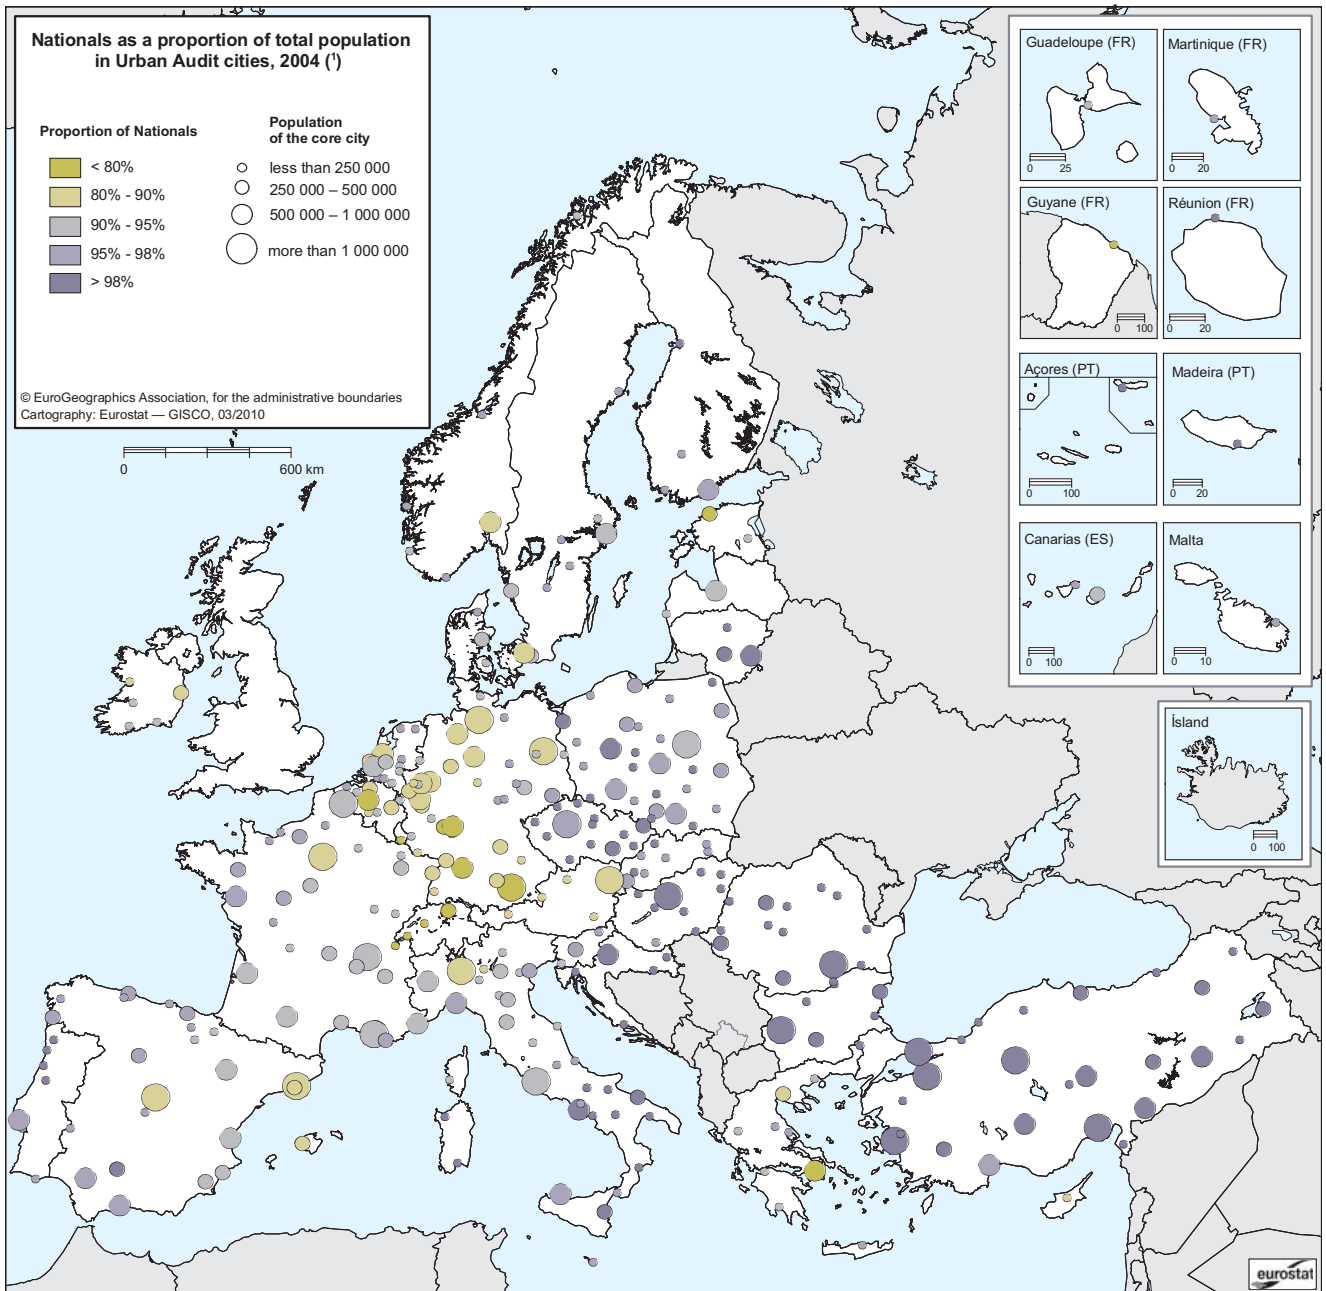 Nationals as a proportion of total population
in Urban Audit cities, 2004 (¹)
Proportion of Nationals
< 80%
80% - 90%
90% - 95%
95% - 98%
> 98%
Population
of the core city
less than 250 000
250 000 – 500 000
500 000 – 1 000 000
more than 1 000 000
© EuroGeographics Association, for the administrative boundaries
Cartography: Eurostat — GISCO, 03/2010
0 600 km
Guadeloupe (FR)
0 25
Martinique (FR)
0 20
Guyane (FR)
0 100
Réunion (FR)
0 20
Açores (PT)
0 100
Madeira (PT)
0 20
Canarias (ES)
0 100
Malta
0 10
Ísland
0 100
eurostat